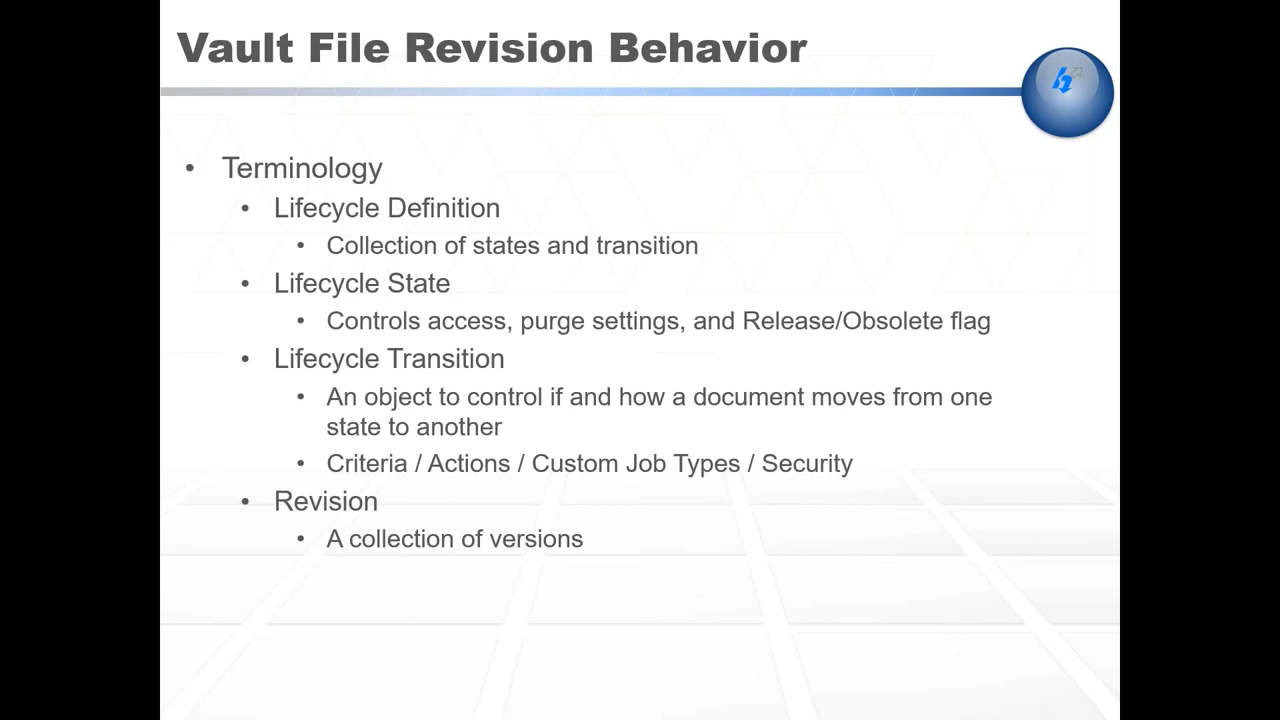 Vault File Revision Behavior
• Terminology
• Lifecycle Definition
• Collection of states and transition
• Lifecycle State
• Controls access, purge settings, and Release/Obsolete flag
• Lifecycle Transition
• An object to control if and how a document moves from one
state to another
• Criteria / Actions / Custom Job Types / Security
• Revision
• A collection of versions